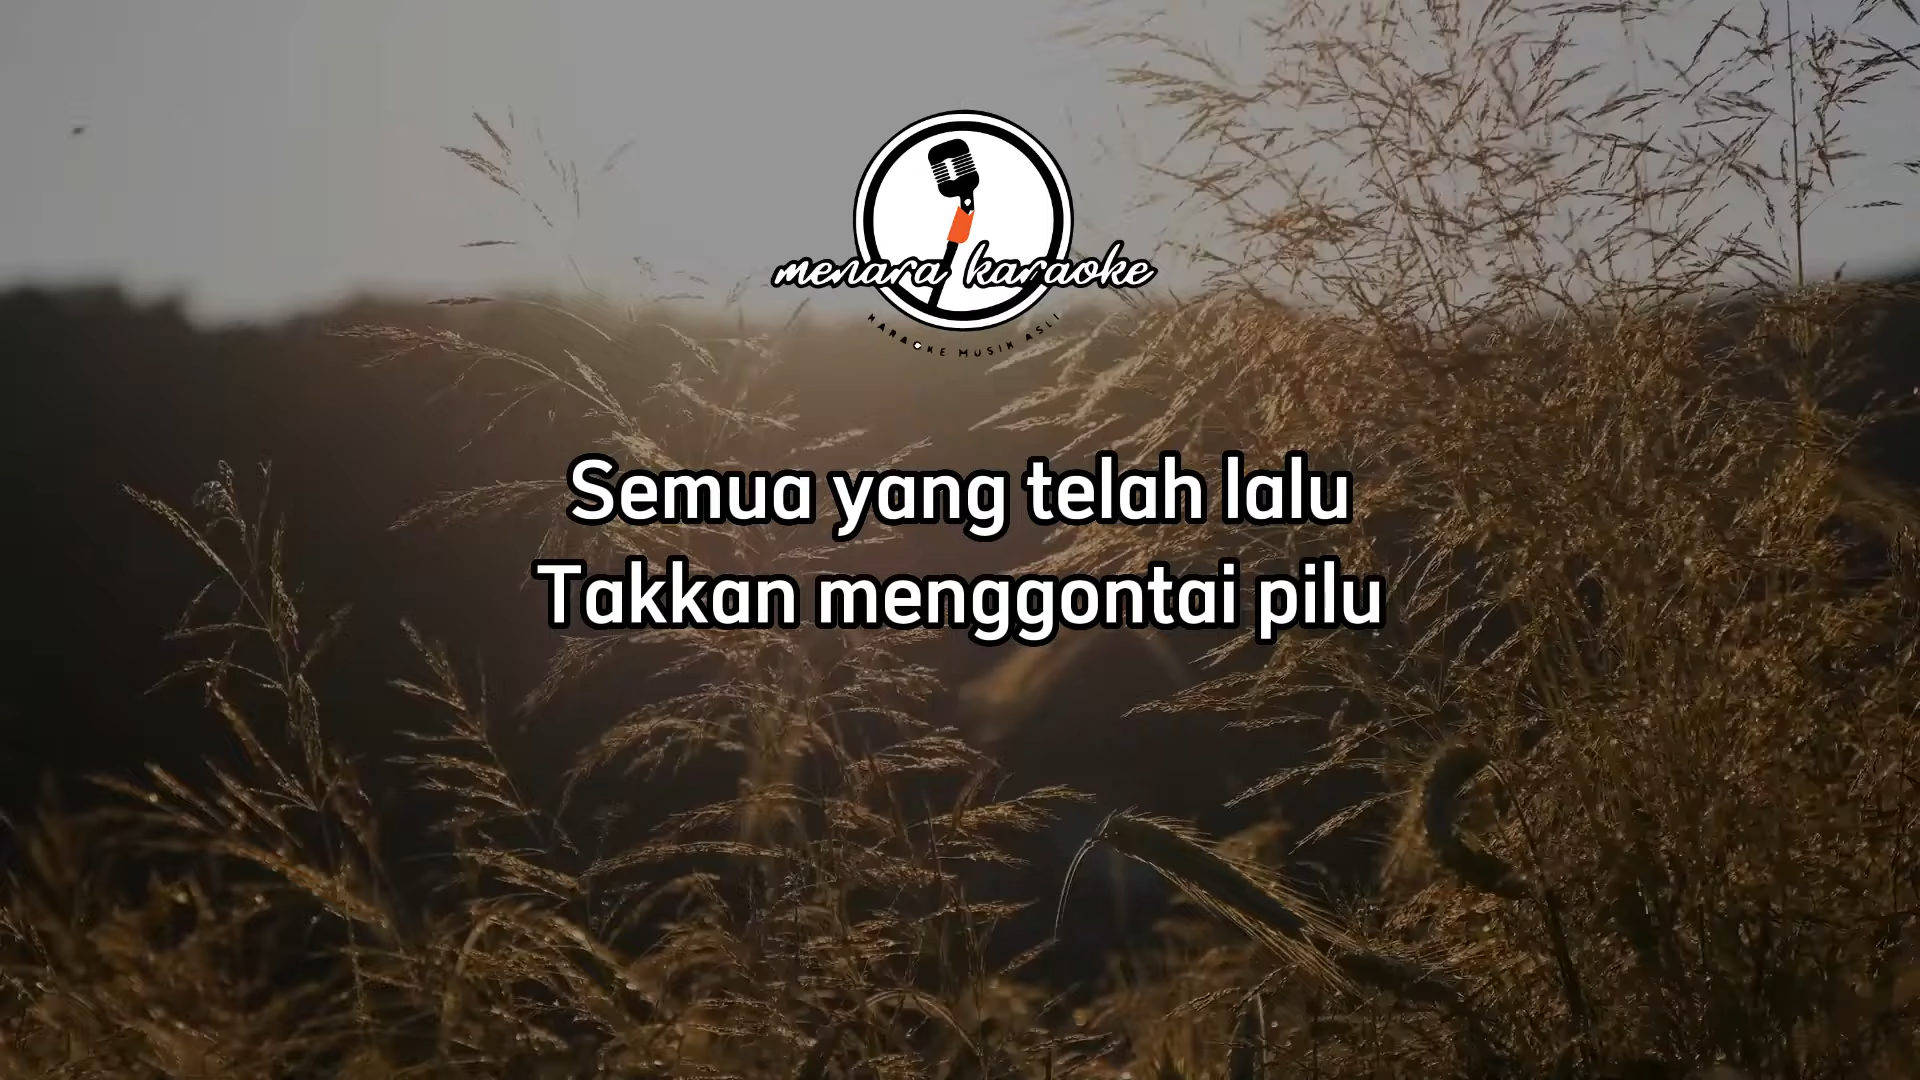 menara karaoke
KARAOKE MUSIK ASLI
Semua yang telah lalu
Takkan menggontai pilu